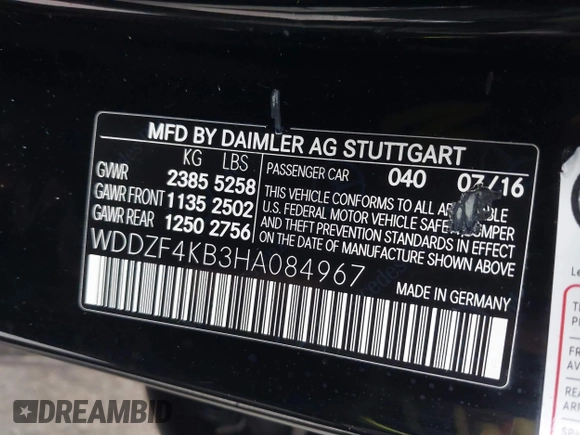 MFD BY DAIMLER AG STUTTGART
KG LBS
GVWR 2385 5258
GAWR FRONT 1135 2502
GAWR REAR 1250 2756
PASSENGER CAR 040 07/16
THIS VEHICLE CONFORMS TO ALL
U.S. FEDERAL MOTOR VEHICLE SAFETY BUMPER
AND THEFT PREVENTION STANDARDS IN EFFECT
ON THE DATE OF MANUFACTURE SHOWN ABOVE
WDDZF4KB3HA084967
MADE IN GERMANY
DREAMBID